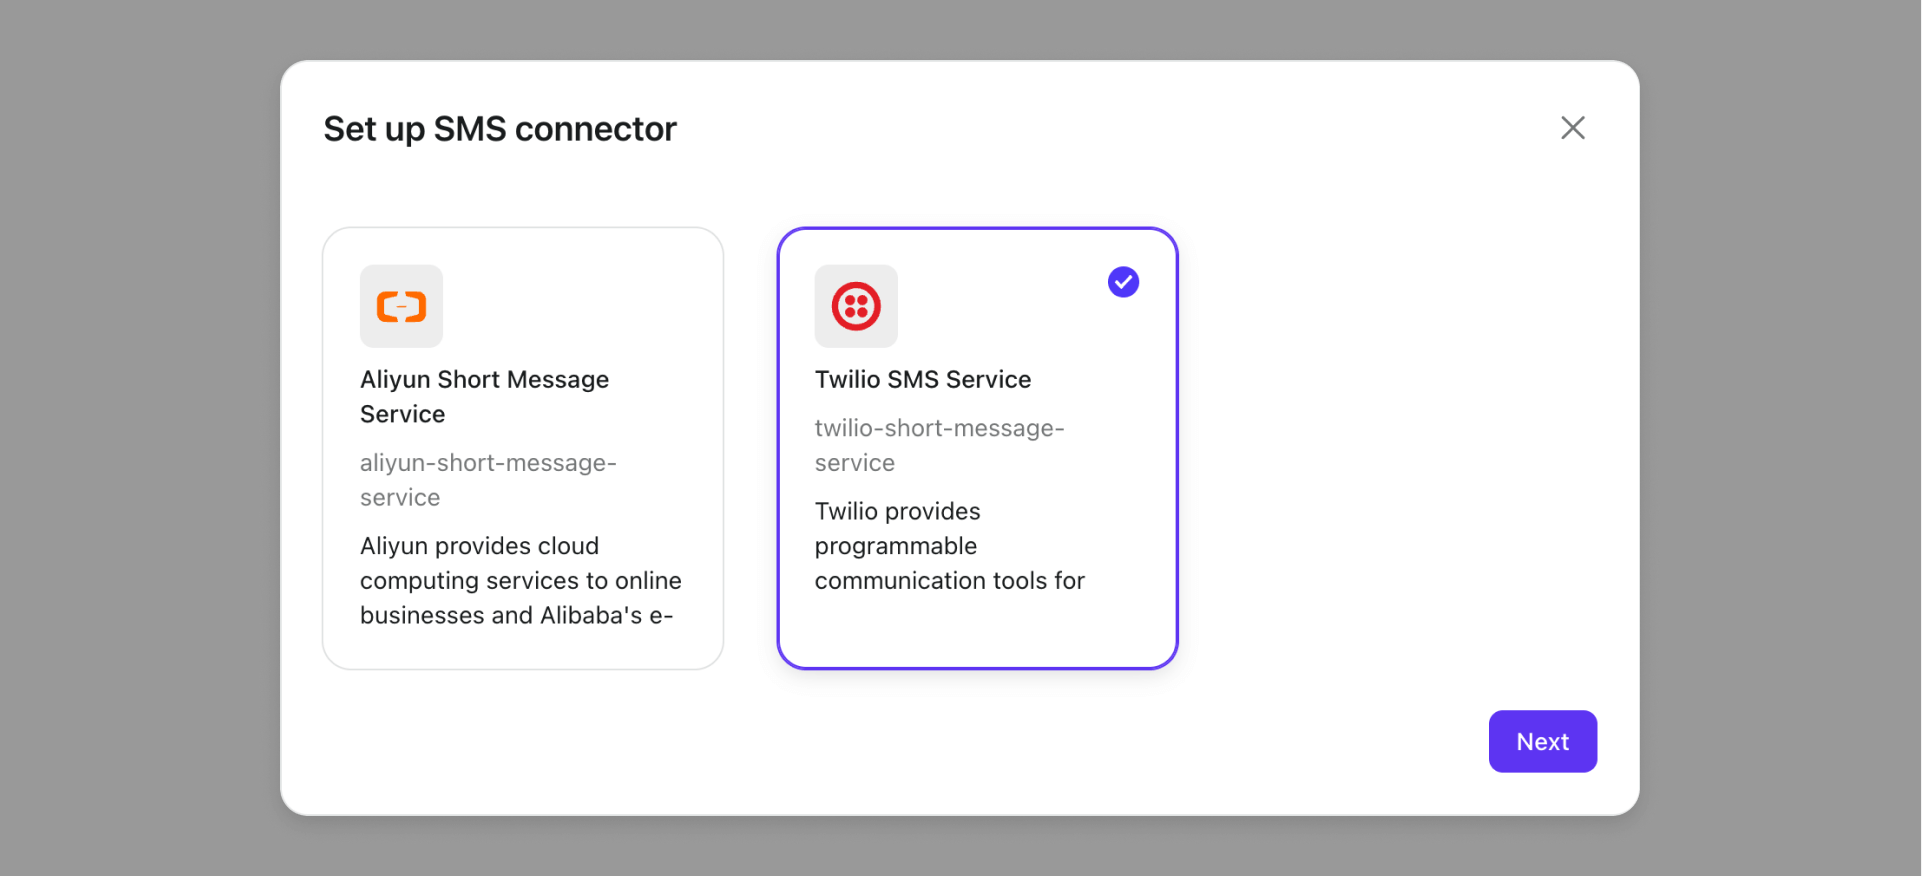 Set up SMS connector
Aliyun Short Message
Service
aliyun-short-message-
service
Aliyun provides cloud
computing services to online
businesses and Alibaba's e-
Twilio SMS Service
twilio-short-message-
service
Twilio provides
programmable
communication tools for
Next